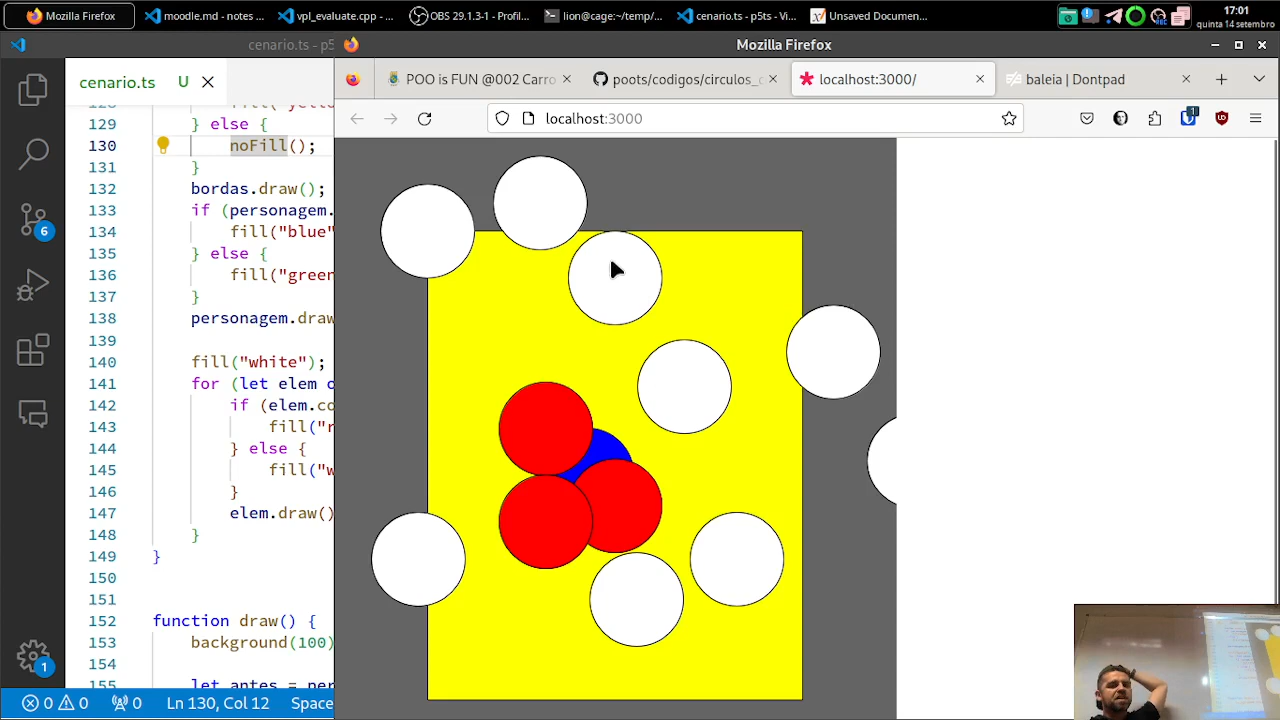 Mozilla Firefox
moodle.md - notes ...
vpl_evaluate.cpp - ...
OBS 29.1.3-1 - Profil...
lion@cage:~/temp/...
cenario.ts - p5ts - Vi...
Unsaved Documen...
17:01
quinta 14 setembro
cenario.ts - p5
Mozilla Firefox
cenario.ts U
POO is FUN @002 Carro
poots/codigos/circulos_c
localhost:3000/
baleia | Dontpad
localhost:3000
1
129 } else {
130 noFill();
131 }
132 bordas.draw();
133 if (personagem.
134 fill("blue"
135 } else {
136 fill("green
137 }
138 personagem.draw
139
140 fill("white");
141 for (let elem o
142 if (elem.co
143 fill("r
144 } else {
145 fill("w
146 }
147 elem.draw()
148 }
149 }
150
151
152 function draw() {
153 background(100)
154
155 let antes = per
6
1
0 0 0 Ln 130, Col 12 Space